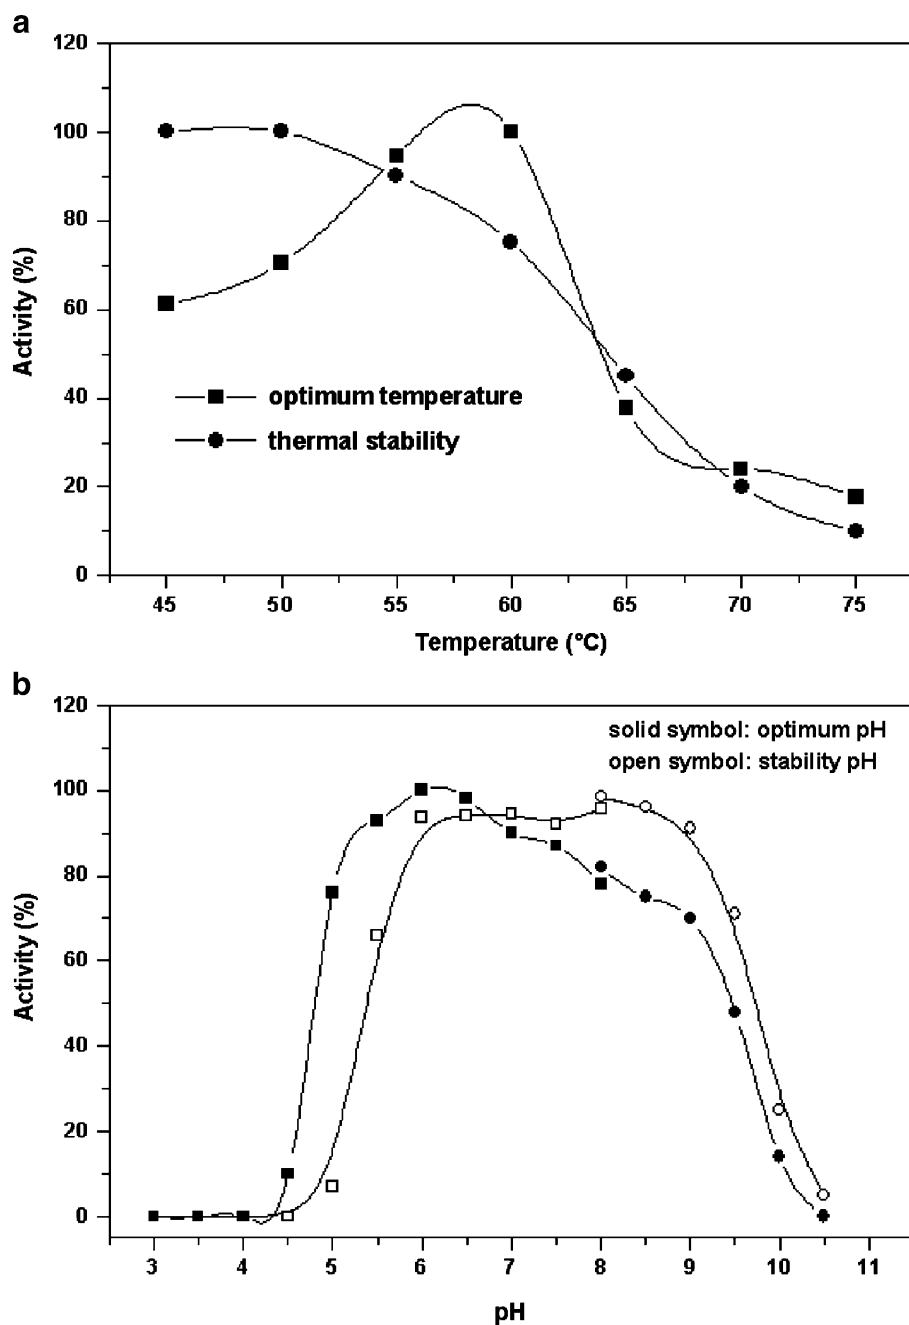 a
120
100
80
60
40
20
0
Activity (%)
optimum temperature
thermal stability
45 50 55 60 65 70 75
Temperature (°C)
b
120
100
80
60
40
20
0
Activity (%)
solid symbol: optimum pH
open symbol: stability pH
3 4 5 6 7 8 9 10 11
pH